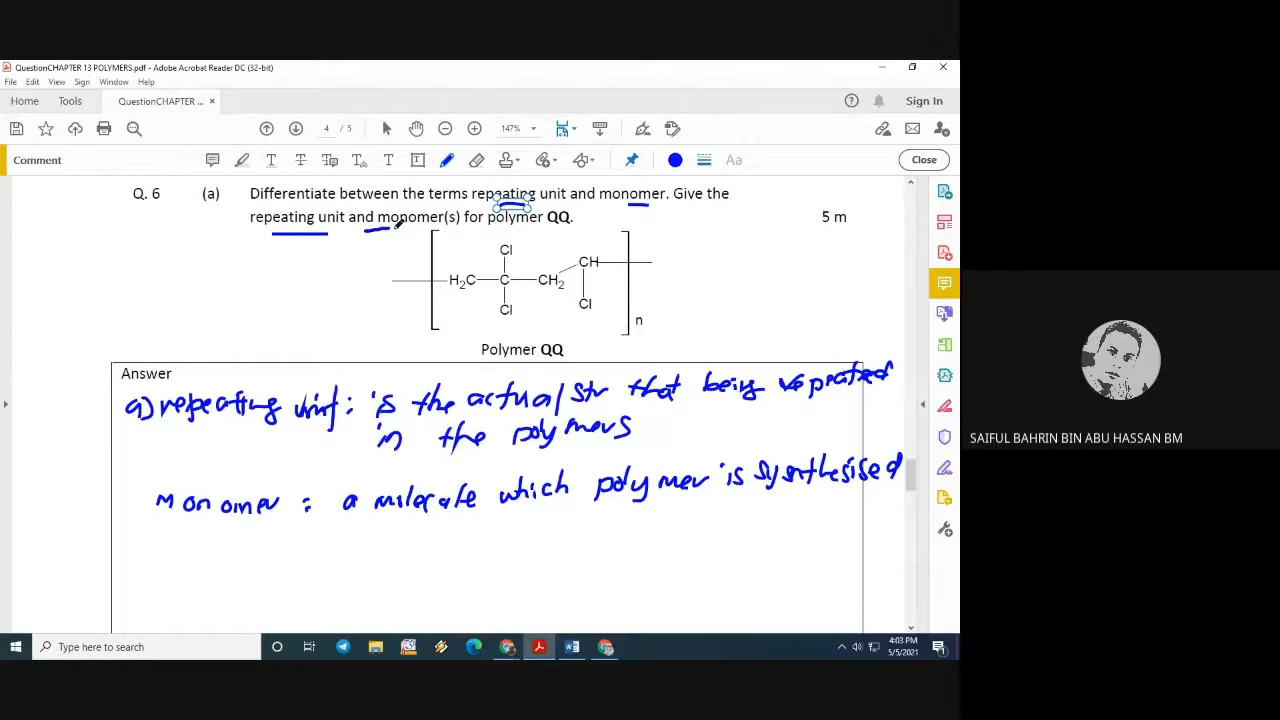 QuestionCHAPTER 13 POLYMERS.pdf - Adobe Acrobat Reader DC (32-bit)
File Edit View Sign Window Help
Home Tools QuestionCHAPTER ... × Sign In
4 / 5 147%
Comment Close
Q. 6 (a) Differentiate between the terms repeating unit and monomer. Give the
repeating unit and monomer(s) for polymer QQ. 5 m
Cl
CH
H2C C CH2
Cl Cl
n
Polymer QQ
Answer
a) repeating unit : is the actual str that being repeated
in the polymers
Monomer : a molecule which polymer is synthesised
SAIFUL BAHRIN BIN ABU HASSAN BM
Type here to search
4:03 PM
5/5/2021